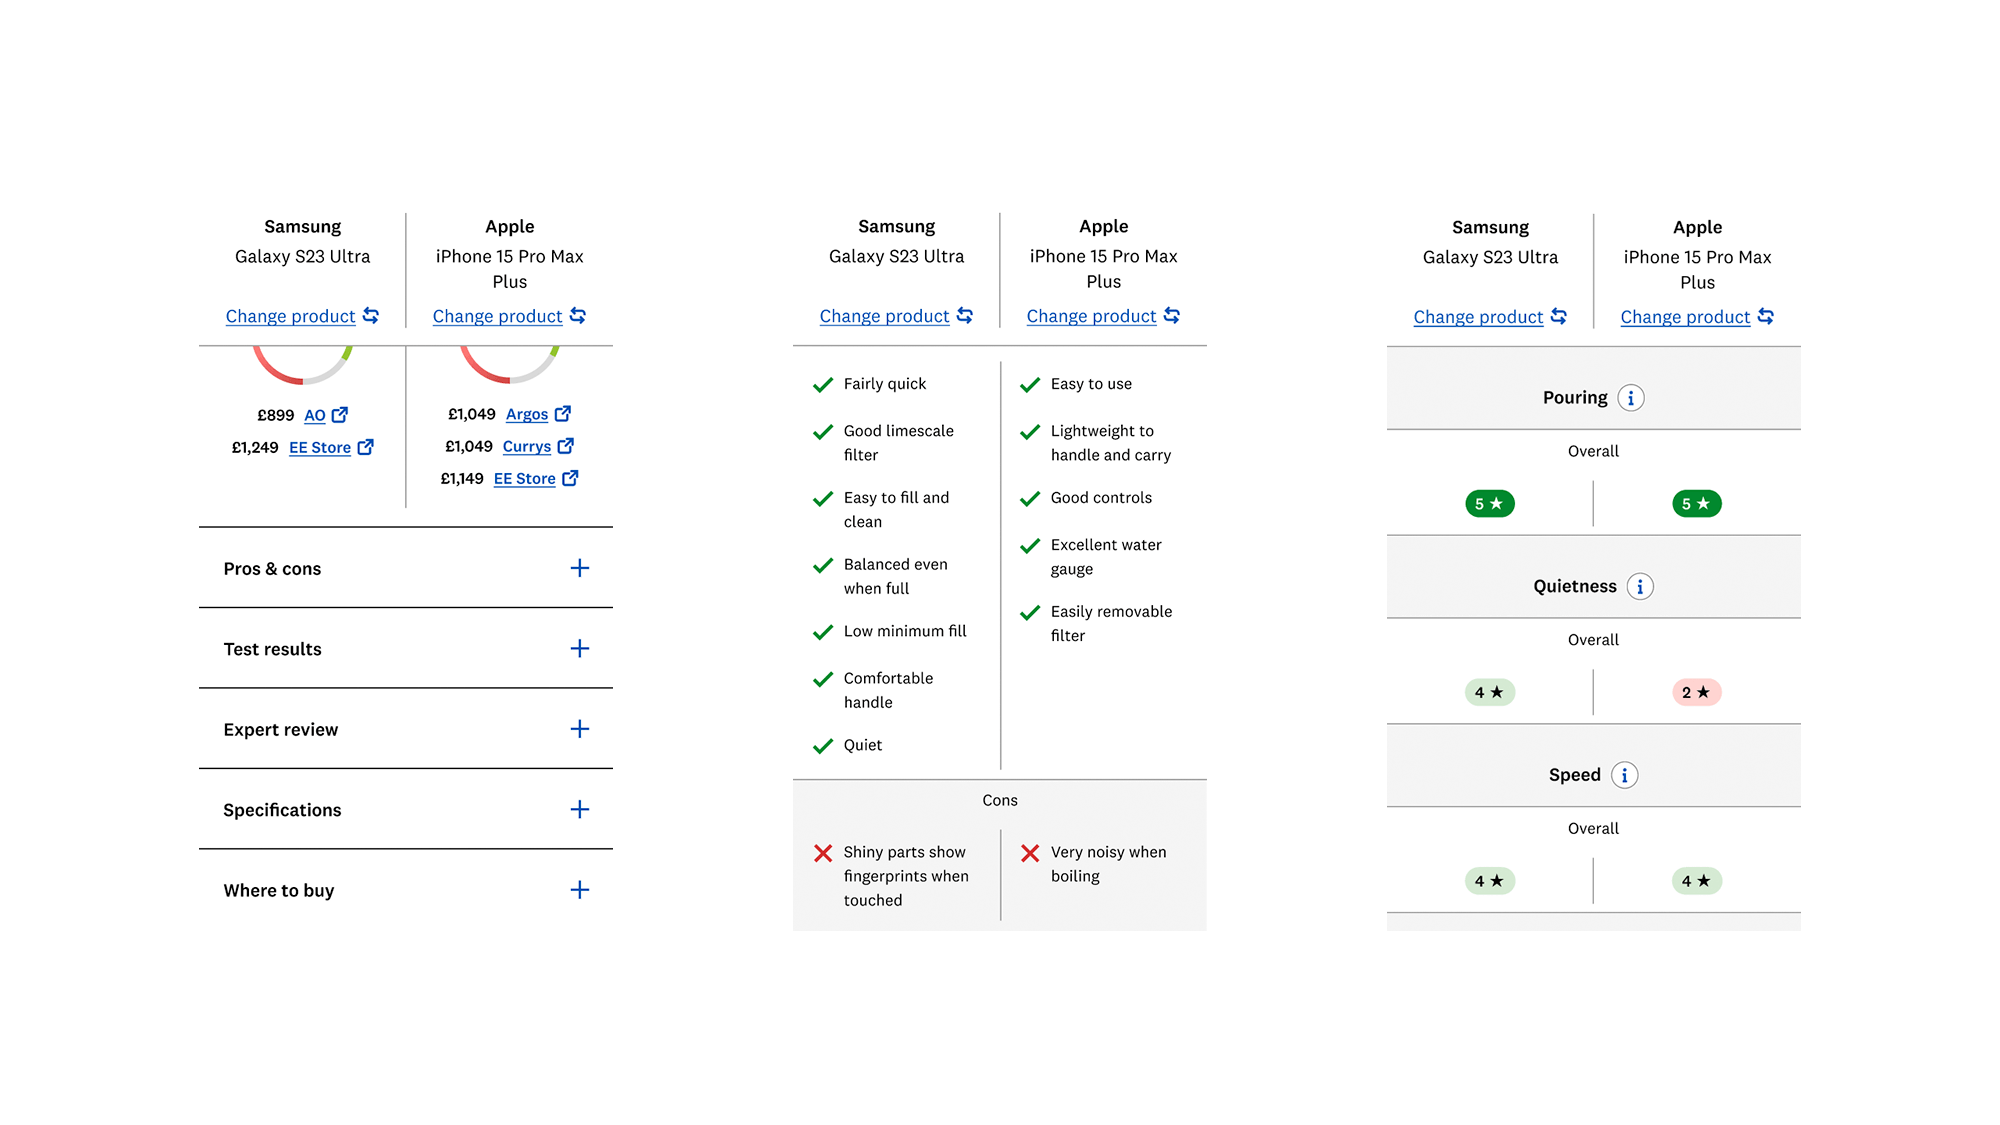 Samsung
Galaxy S23 Ultra
Change product
Apple
iPhone 15 Pro Max
Plus
Change product
£899 AO
£1,249 EE Store
£1,049 Argos
£1,049 Currys
£1,149 EE Store
Pros & cons
Test results
Expert review
Specifications
Where to buy
Samsung
Galaxy S23 Ultra
Change product
Apple
iPhone 15 Pro Max
Plus
Change product
Fairly quick
Good limescale
filter
Easy to fill and
clean
Balanced even
when full
Low minimum fill
Comfortable
handle
Quiet
Easy to use
Lightweight to
handle and carry
Good controls
Excellent water
gauge
Easily removable
filter
Cons
Shiny parts show
fingerprints when
touched
Very noisy when
boiling
Samsung
Galaxy S23 Ultra
Change product
Apple
iPhone 15 Pro Max
Plus
Change product
Pouring
Overall
5 ★
5 ★
Quietness
Overall
4 ★
2 ★
Speed
Overall
4 ★
4 ★